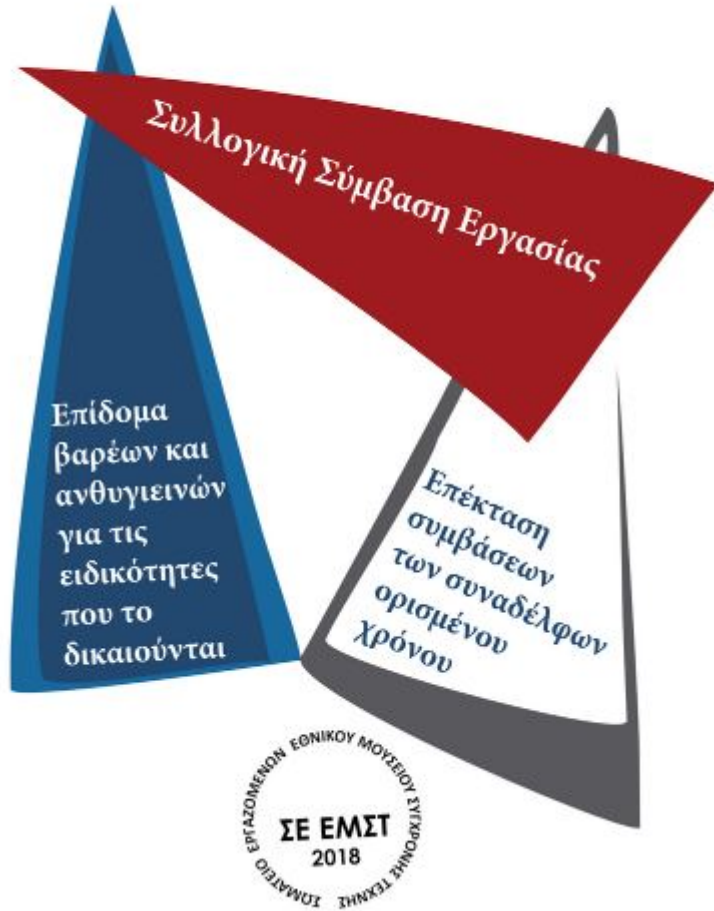 Συλλογική Σύμβαση Εργασίας
Επίδομα
βαρέων και
ανθυγιεινών
για τις
ειδικότητες
που το
δικαιούνται
Επέκταση
συμβάσεων
των συναδέλφων
ορισμένου
χρόνου
ΣΩΜΑΤΕΙΟ ΕΡΓΑΖΟΜΕΝΩΝ ΕΘΝΙΚΟΥ ΜΟΥΣΕΙΟΥ ΣΥΓΧΡΟΝΗΣ ΤΕΧΝΗΣ
ΣΕ ΕΜΣΤ
2018